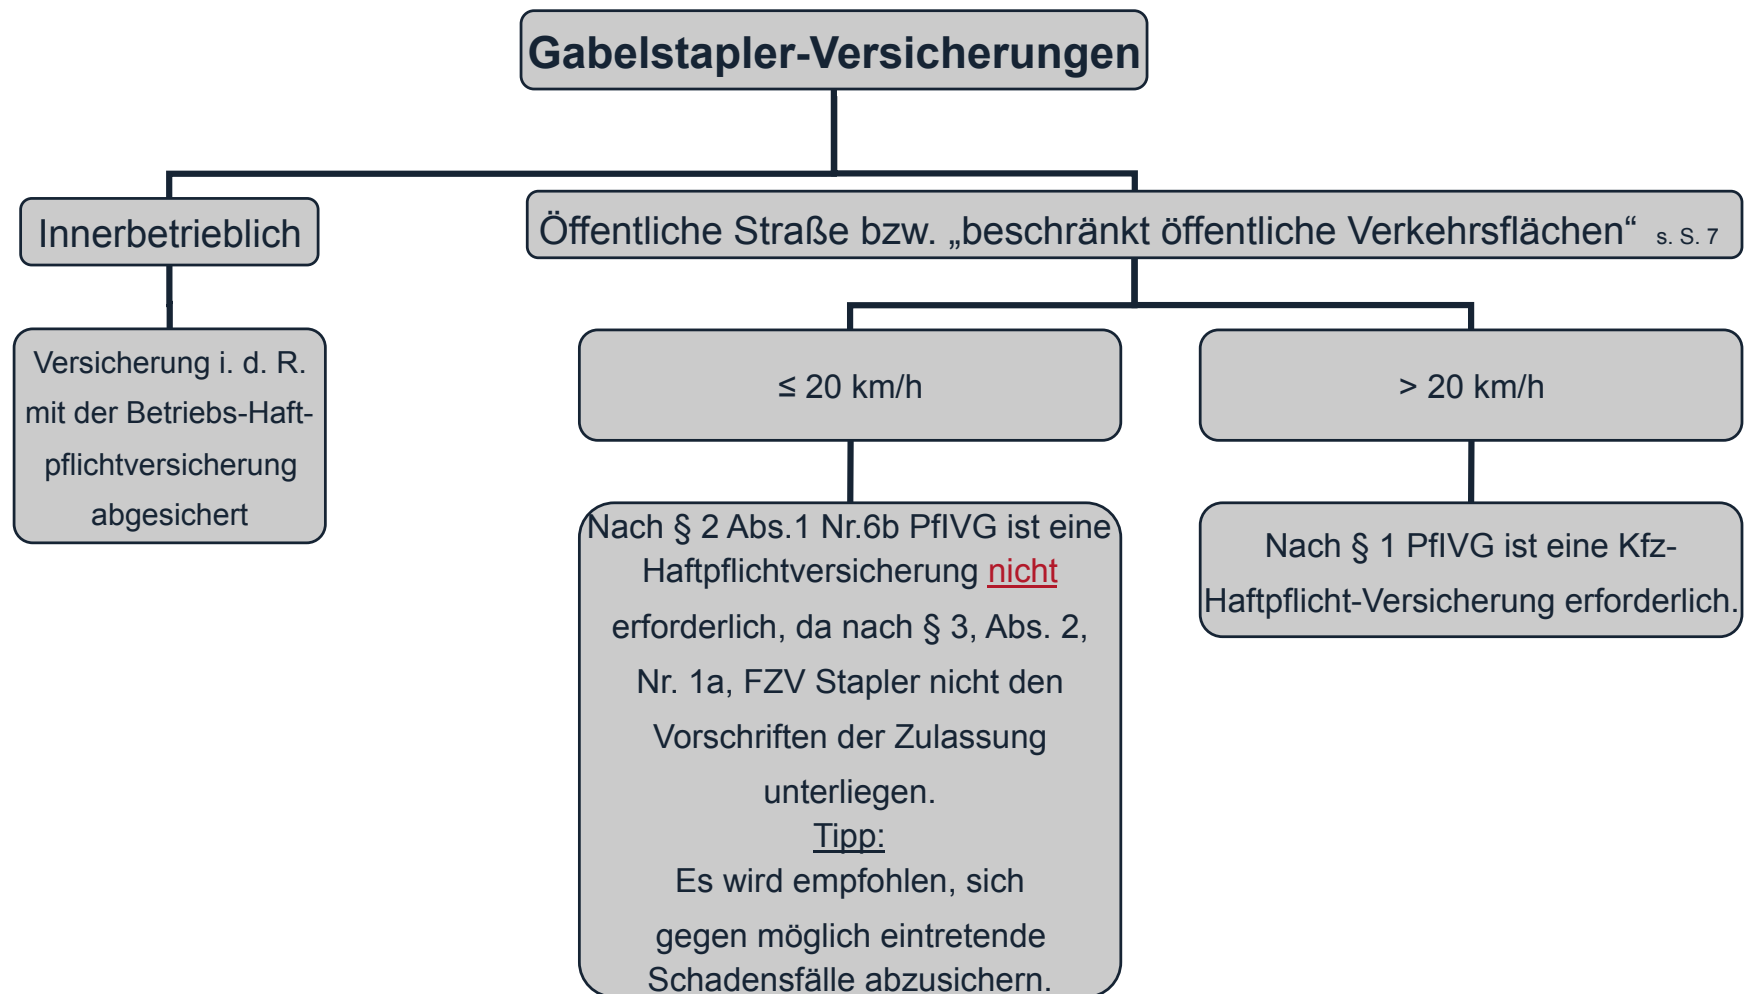 Gabelstapler-Versicherungen
Innerbetrieblich
Öffentliche Straße bzw. „beschränkt öffentliche Verkehrsflächen“ s. S. 7
Versicherung i. d. R.
mit der Betriebs-Haft-
pflichtversicherung
abgesichert
≤ 20 km/h
> 20 km/h
Nach § 2 Abs.1 Nr.6b PflVG ist eine
Haftpflichtversicherung nicht
erforderlich, da nach § 3, Abs. 2,
Nr. 1a, FZV Stapler nicht den
Vorschriften der Zulassung
unterliegen.
Tipp:
Es wird empfohlen, sich
gegen möglich eintretende
Schadensfälle abzusichern.
Nach § 1 PflVG ist eine Kfz-
Haftpflicht-Versicherung erforderlich.